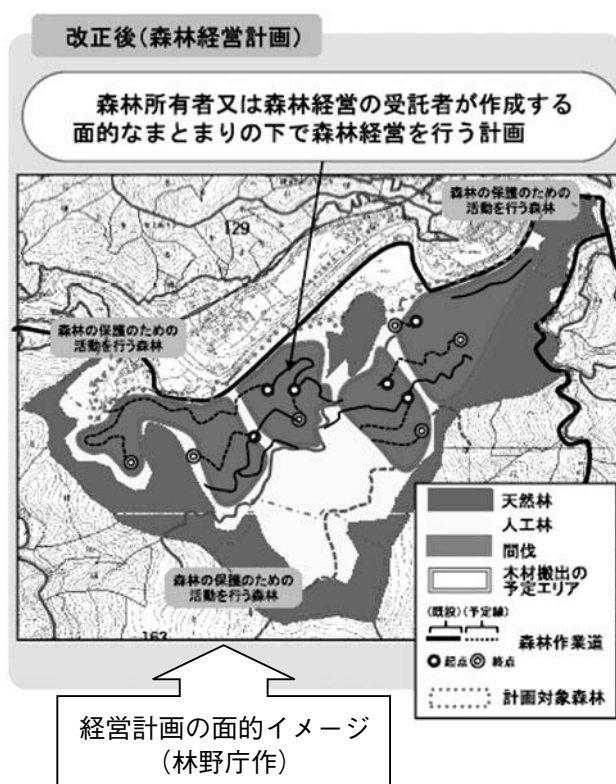 改正後(森林経営計画)
森林所有者又は森林経営の受託者が作成する
面的なまとまりの下で森林経営を行う計画
森林の保護のための
活動を行う森林
129
森林の保護のための
活動を行う森林
森林の保護のための
活動を行う森林
163
天然林
人工林
間伐
木材搬出の
予定エリア
(既設)(予定線)
森林作業道
起点 終点
計画対象森林
経営計画の面的イメージ
(林野庁作)